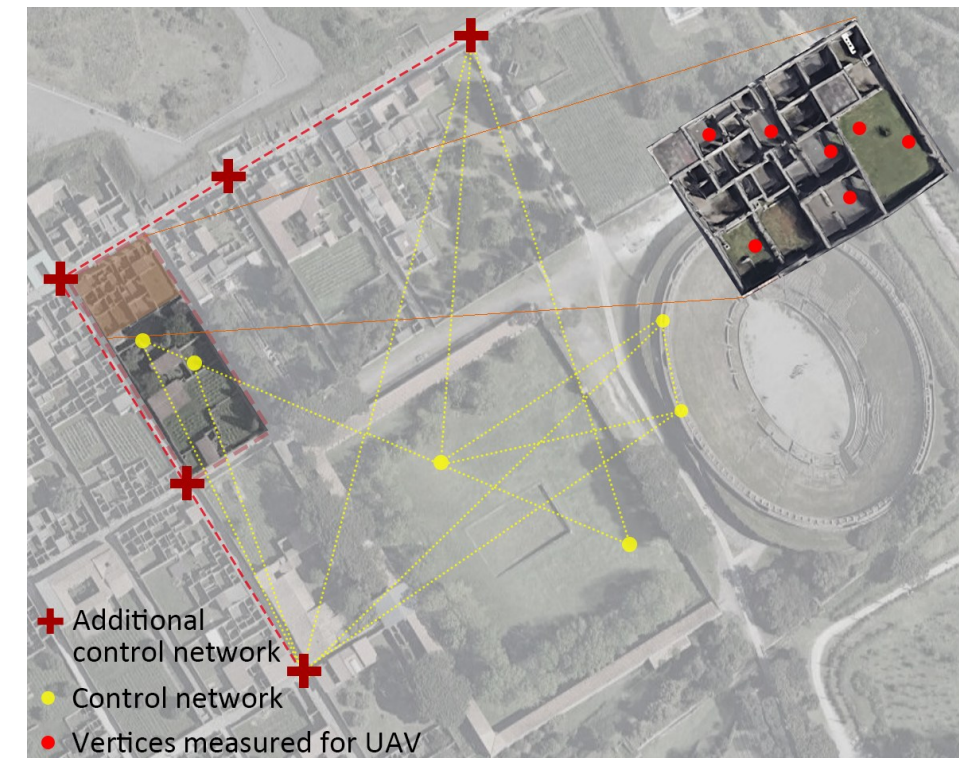 Additional
control network
Control network
Vertices measured for UAV